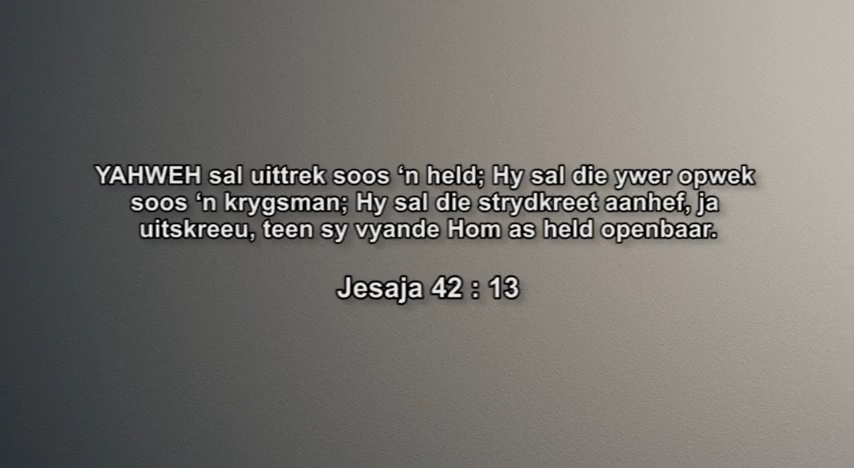 YAHWEH sal uittrek soos ‘n held; Hy sal die ywer opwek
soos ‘n krygsman; Hy sal die strydkreet aanhef, ja
uitskreeu, teen sy vyande Hom as held openbaar.
Jesaja 42 : 13